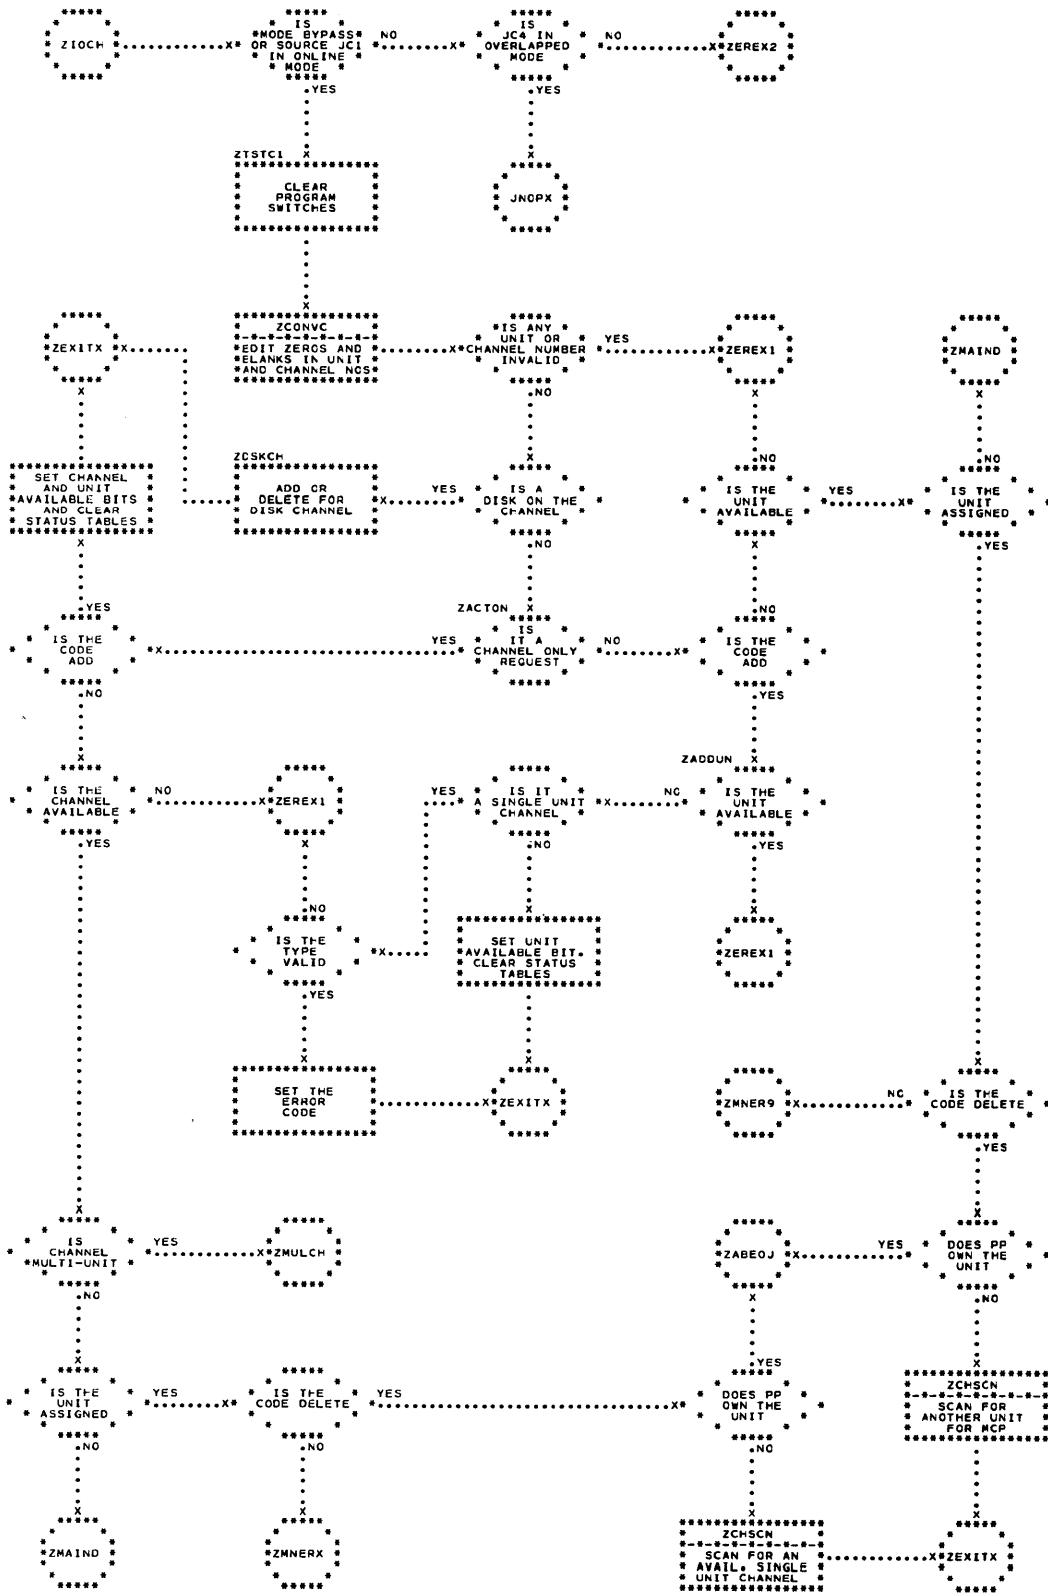 ZIOCH
IS
MODE BYPASS
OR SOURCE JC1
IN ONLINE
MODE
NO
IS
JC4 IN
OVERLAPPED
MODE
NO
ZEREX2
YES
YES
ZTSTC1
CLEAR
PROGRAM
SWITCHES
JNOPX
ZEXITX
ZCONVC
EDIT ZEROS AND
ELANKS IN UNIT
AND CHANNEL NCS
IS ANY
UNIT OR
CHANNEL NUMBER
INVALID
YES
ZEREX1
ZMAIND
NO
NO
NO
SET CHANNEL
AND UNIT
AVAILABLE BITS
AND CLEAR
STATUS TABLES
ZCSKCH
ADD OR
DELETE FOR
DISK CHANNEL
YES
IS A
DISK ON THE
CHANNEL
IS THE
UNIT
AVAILABLE
YES
IS THE
UNIT
ASSIGNED
NO
YES
YES
ZACTON
NO
IS THE
CODE
ADD
YES
IS
IT A
CHANNEL ONLY
REQUEST
NO
IS THE
CODE
ADD
NO
YES
ZADDUN
IS THE
CHANNEL
AVAILABLE
NO
ZEREX1
YES
IS IT
A SINGLE UNIT
CHANNEL
NC
IS THE
UNIT
AVAILABLE
YES
NO
YES
NO
IS THE
TYPE
VALID
SET UNIT
AVAILABLE BIT.
CLEAR STATUS
TABLES
ZEREX1
YES
SET THE
ERROR
CODE
ZEXITX
ZMNER9
NC
IS THE
CODE DELETE
YES
IS
CHANNEL
MULTI-UNIT
YES
ZMULCH
ZABEOJ
YES
DOES PP
OWN THE
UNIT
NO
NO
YES
IS THE
UNIT
ASSIGNED
YES
IS THE
CODE DELETE
YES
DOES PP
OWN THE
UNIT
ZCHSCN
SCAN FOR
ANOTHER UNIT
FOR MCP
NO
NO
NO
ZMAIND
ZMNERX
ZCHSCN
SCAN FOR AN
AVAIL. SINGLE
UNIT CHANNEL
ZEXITX